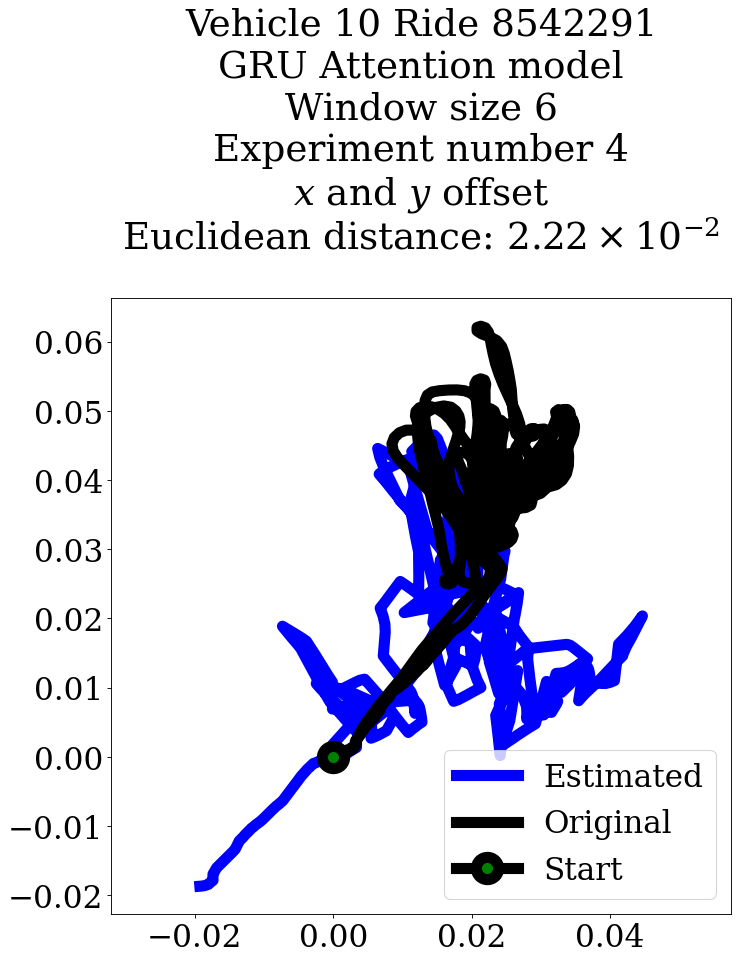 Vehicle 10 Ride 8542291
GRU Attention model
Window size 6
Experiment number 4
x and y offset
Euclidean distance: 2.22 × 10⁻²
0.06
0.05
0.04
0.03
0.02
0.01
0.00
−0.01
−0.02
Estimated
Original
Start
−0.02 0.00 0.02 0.04